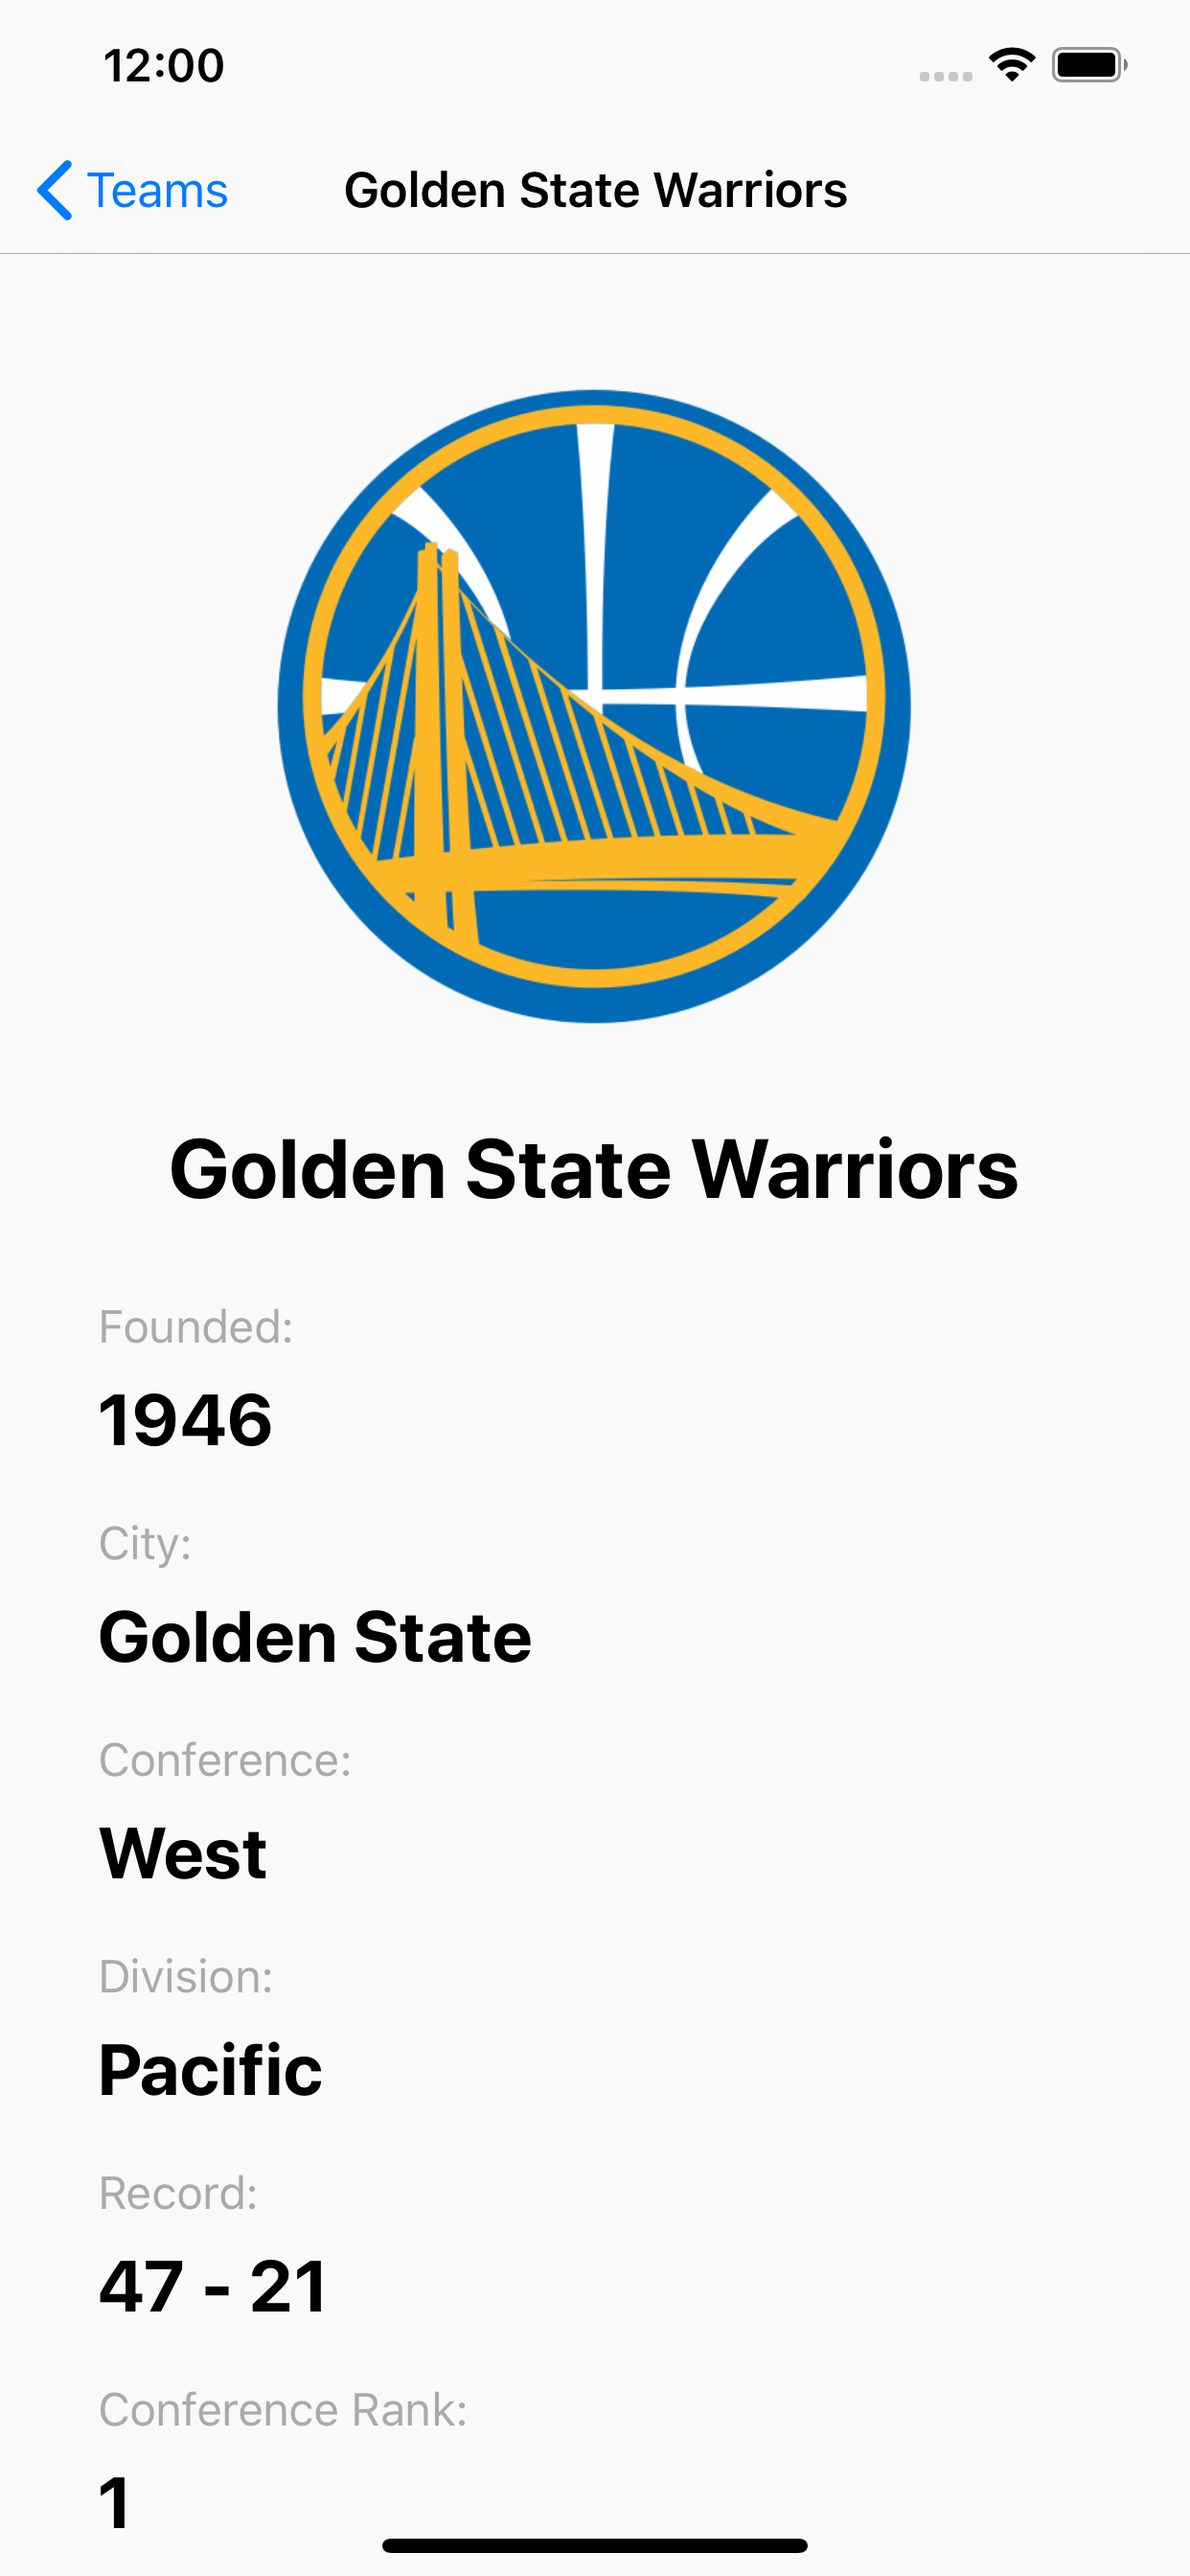 12:00
Teams
Golden State Warriors
Golden State Warriors
Founded:
1946
City:
Golden State
Conference:
West
Division:
Pacific
Record:
47 - 21
Conference Rank:
1